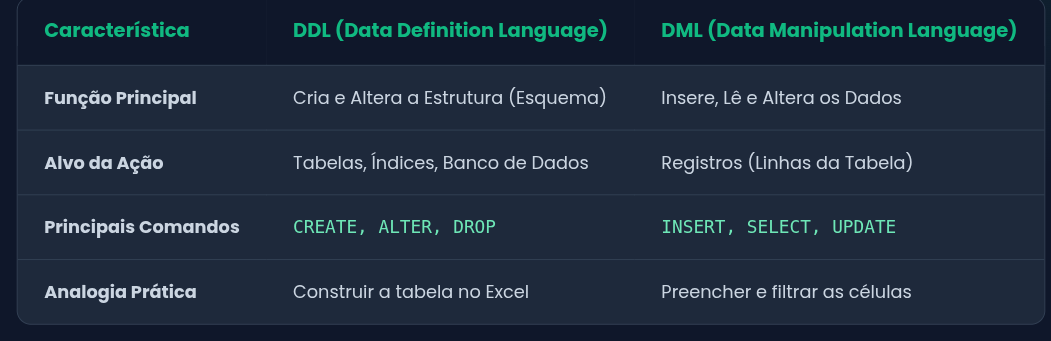 Característica DDL (Data Definition Language) DML (Data Manipulation Language)
Função Principal Cria e Altera a Estrutura (Esquema) Insere, Lê e Altera os Dados
Alvo da Ação Tabelas, Índices, Banco de Dados Registros (Linhas da Tabela)
Principais Comandos CREATE, ALTER, DROP INSERT, SELECT, UPDATE
Analogia Prática Construir a tabela no Excel Preencher e filtrar as células